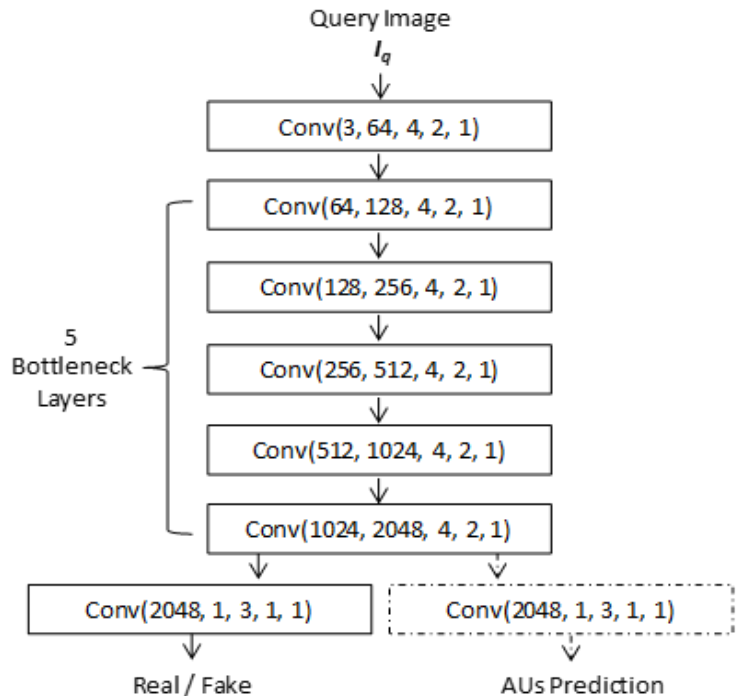 Query Image
I_q
Conv(3, 64, 4, 2, 1)
Conv(64, 128, 4, 2, 1)
Conv(128, 256, 4, 2, 1)
5
Bottleneck
Layers
Conv(256, 512, 4, 2, 1)
Conv(512, 1024, 4, 2, 1)
Conv(1024, 2048, 4, 2, 1)
Conv(2048, 1, 3, 1, 1)
Conv(2048, 1, 3, 1, 1)
Real / Fake
AUs Prediction